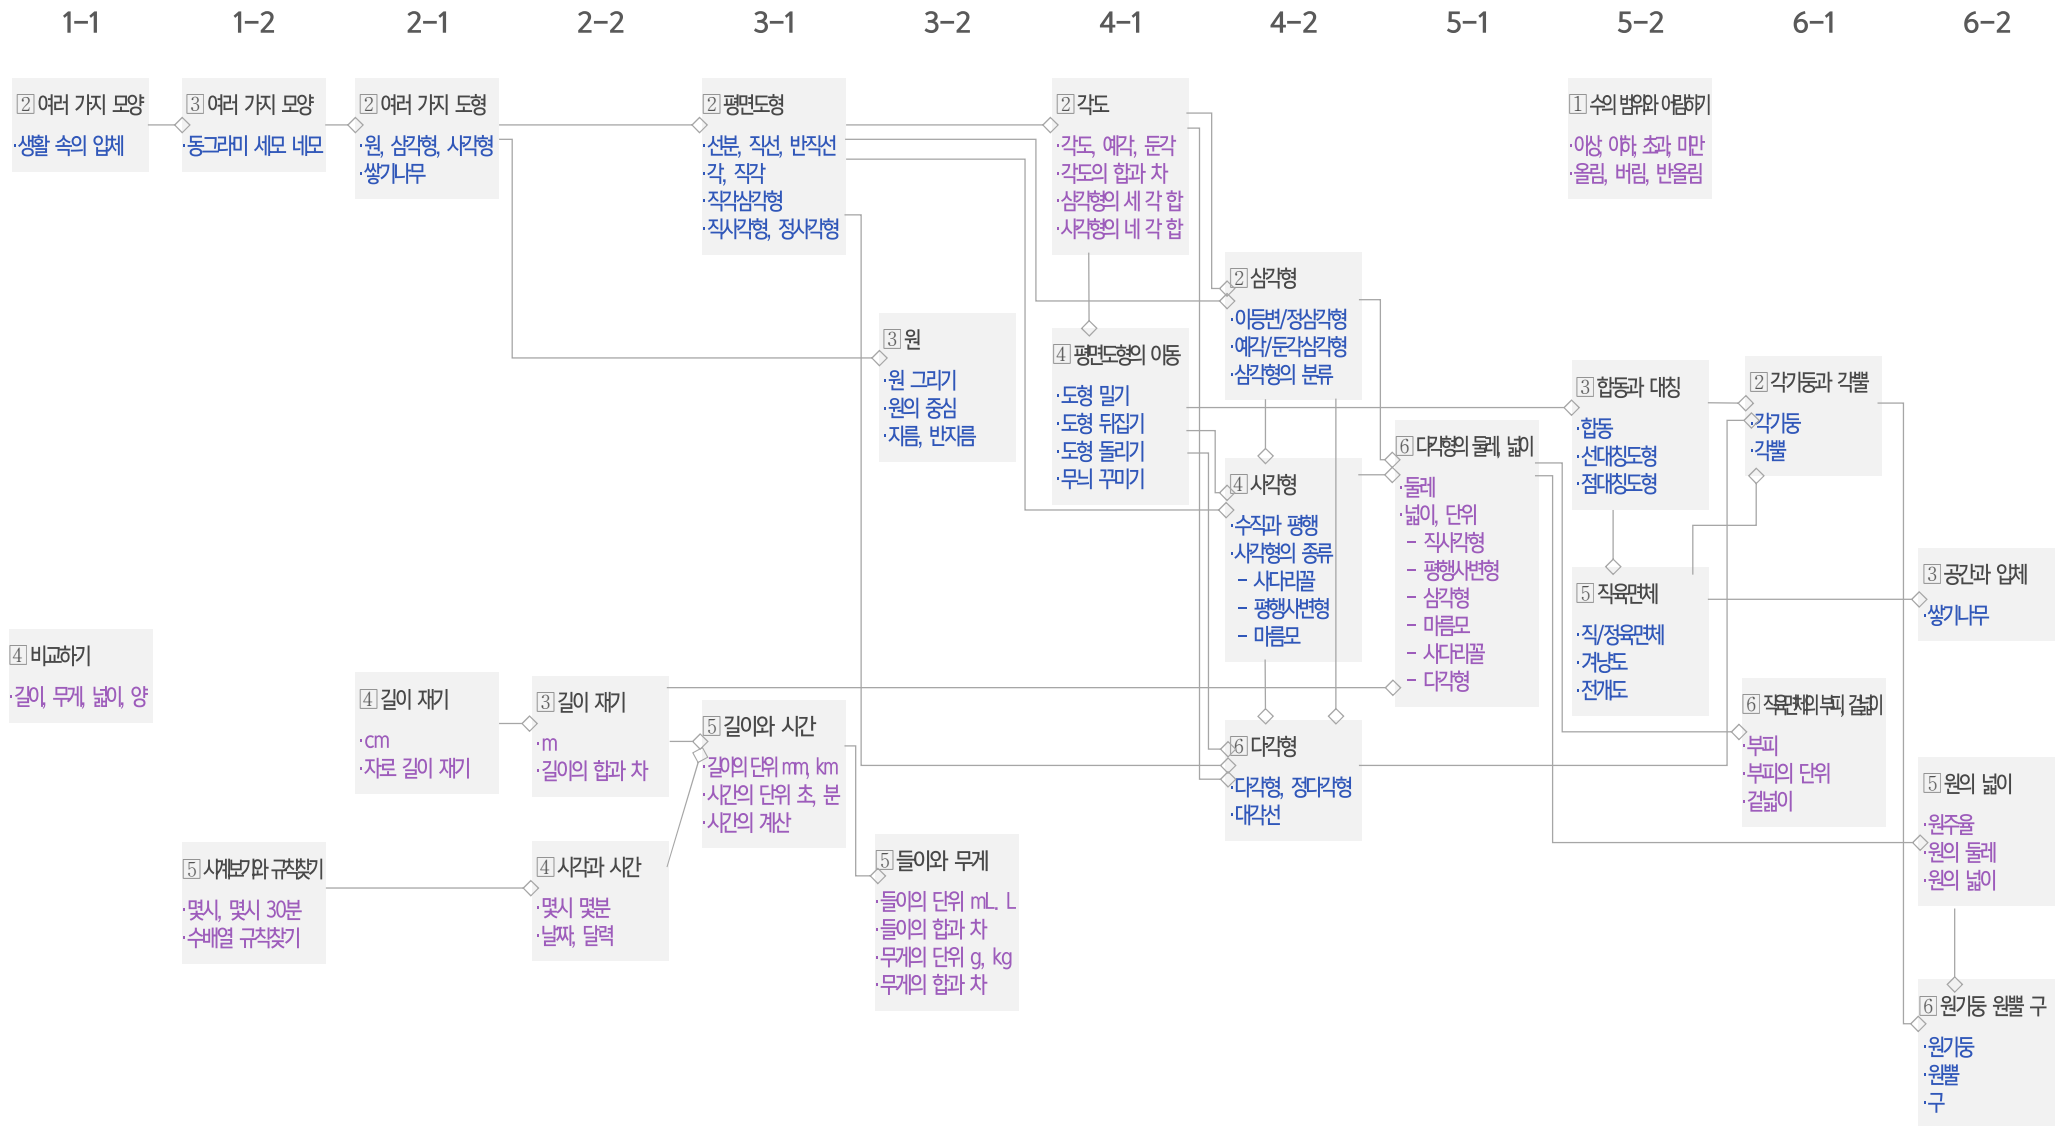 1-1
1-2
2-1
2-2
3-1
3-2
4-1
4-2
5-1
5-2
6-1
6-2
2 여러 가지 모양
·생활 속의 입체
4 비교하기
·길이, 무게, 넓이, 양
3 여러 가지 모양
·동그라미 세모 네모
5 시계보기와 규칙찾기
·몇시, 몇시 30분
·수배열 규칙찾기
2 여러 가지 도형
·원, 삼각형, 사각형
·쌓기나무
4 길이 재기
·cm
·자로 길이 재기
3 길이 재기
·m
·길이의 합과 차
4 시각과 시간
·몇시 몇분
·날짜, 달력
2 평면도형
·선분, 직선, 반직선
·각, 직각
·직각삼각형
·직사각형, 정사각형
5 길이와 시간
·길이의 단위 mm, km
·시간의 단위 초, 분
·시간의 계산
3 원
·원 그리기
·원의 중심
·지름, 반지름
5 들이와 무게
·들이의 단위 mL. L
·들이의 합과 차
·무게의 단위 g, kg
·무게의 합과 차
2 각도
·각도, 예각, 둔각
·각도의 합과 차
·삼각형의 세 각 합
·사각형의 네 각 합
4 평면도형의 이동
·도형 밀기
·도형 뒤집기
·도형 돌리기
·무늬 꾸미기
2 삼각형
·이등변/정삼각형
·예각/둔각삼각형
·삼각형의 분류
4 사각형
·수직과 평행
·사각형의 종류
- 사다리꼴
- 평행사변형
- 마름모
6 다각형
·다각형, 정다각형
·대각선
6 다각형의 둘레, 넓이
·둘레
·넓이, 단위
- 직사각형
- 평행사변형
- 삼각형
- 마름모
- 사다리꼴
- 다각형
1 수의 범위와 어림하기
·이상, 이하, 초과, 미만
·올림, 버림, 반올림
3 합동과 대칭
·합동
·선대칭도형
·점대칭도형
5 직육면체
·직/정육면체
·겨냥도
·전개도
2 각기둥과 각뿔
·각기둥
·각뿔
6 직육면체의 부피, 겉넓이
·부피
·부피의 단위
·겉넓이
3 공간과 입체
·쌓기나무
5 원의 넓이
·원주율
·원의 둘레
·원의 넓이
6 원기둥 원뿔 구
·원기둥
·원뿔
·구